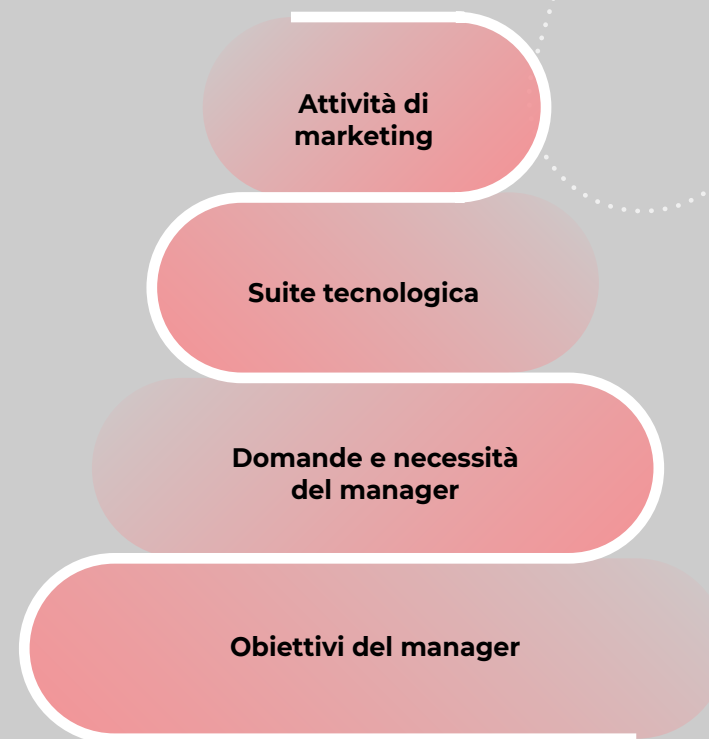 Attività di
marketing
Suite tecnologica
Domande e necessità
del manager
Obiettivi del manager